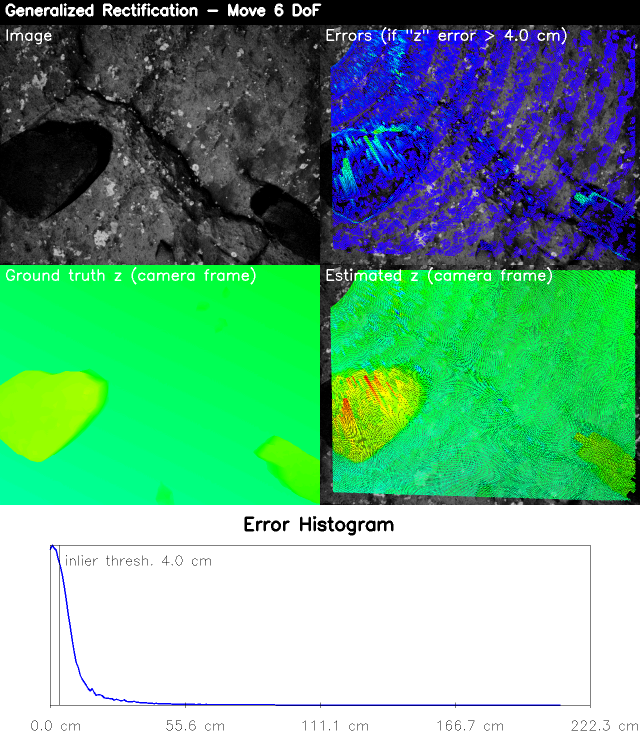 Generalized Rectification - Move 6 DoF
Image
Errors (if "z" error > 4.0 cm)
Ground truth z (camera frame)
Estimated z (camera frame)
Error Histogram
inlier thresh. 4.0 cm
0.0 cm 55.6 cm 111.1 cm 166.7 cm 222.3 cm